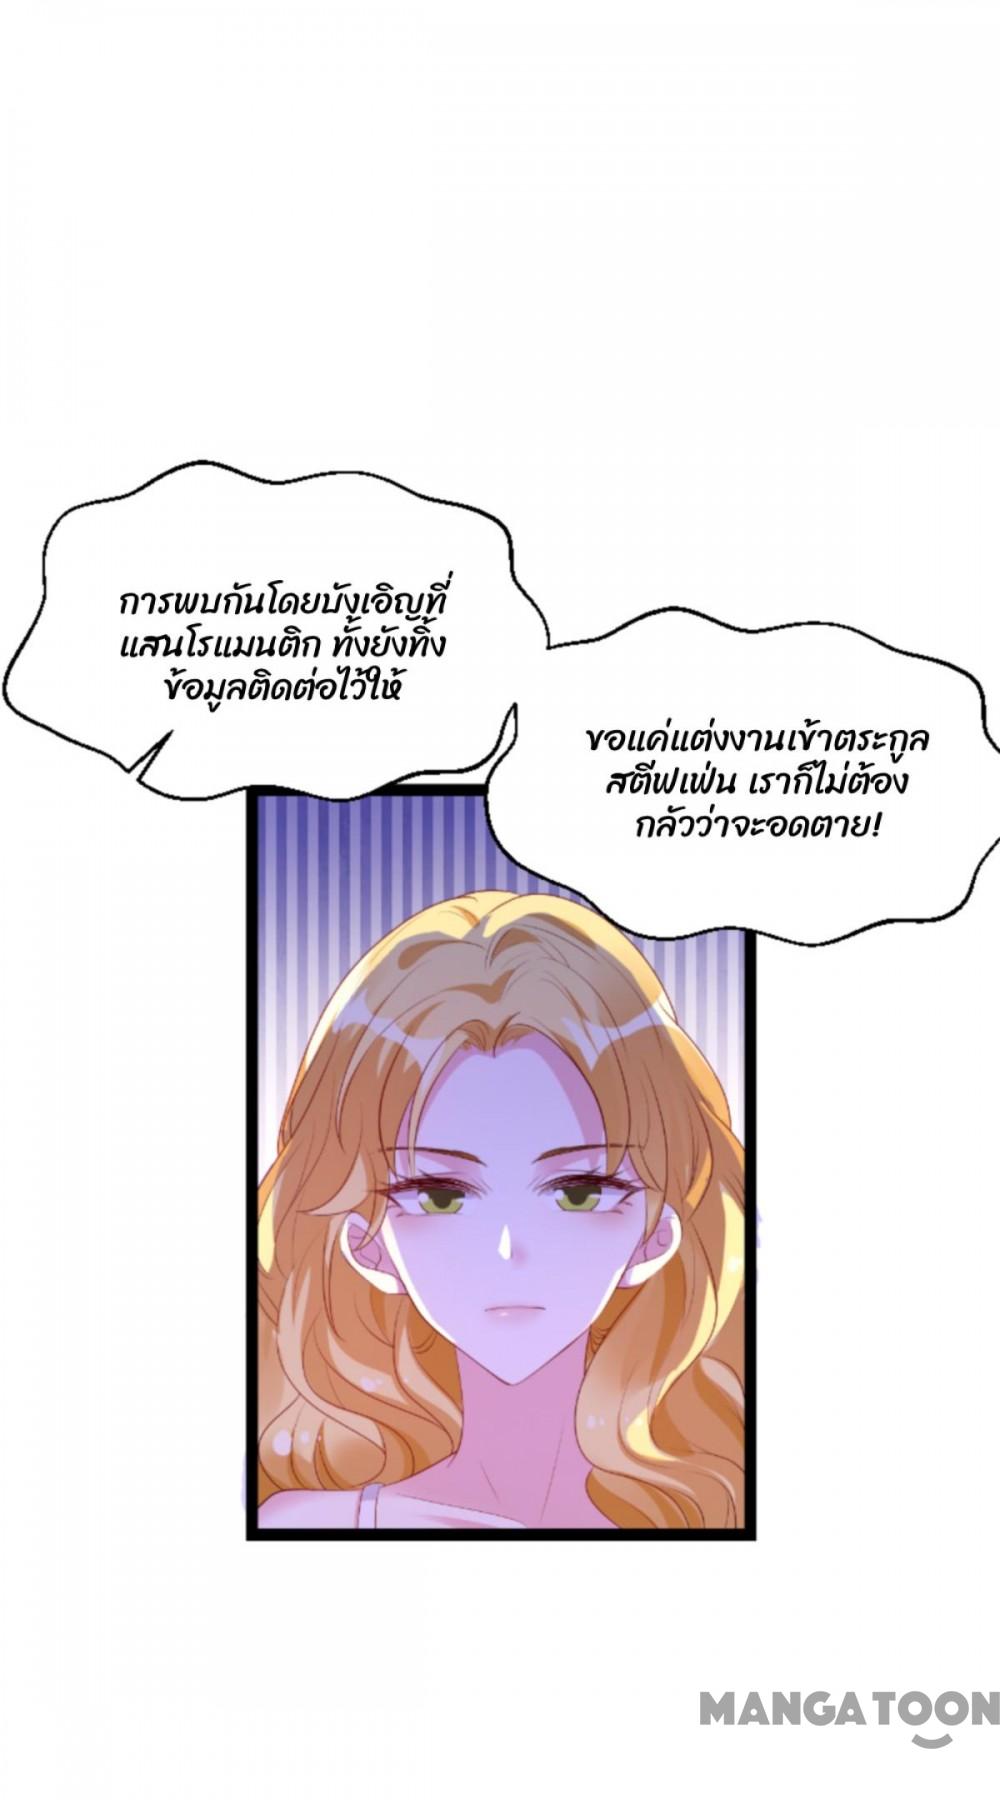 การพบกันโดยบังเอิญที่
แสนโรแมนติก ทั้งยังทิ้ง
ข้อมูลติดต่อไว้ให้
ขอแค่แต่งงานเข้าตระกูล
สตีฟเฟ่น เราก็ไม่ต้อง
กลัวว่าจะอดตาย!
MANGATOON